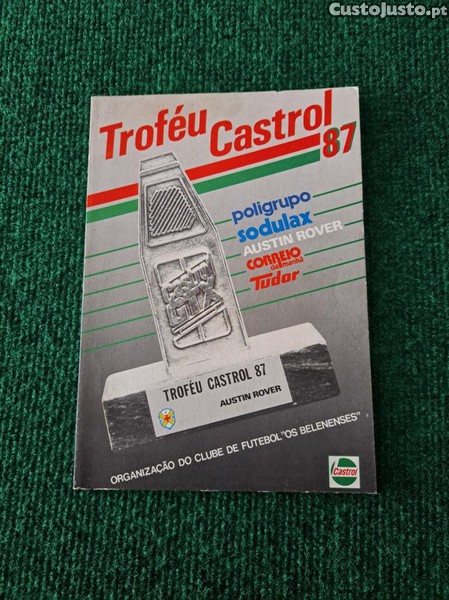 CustoJusto.pt
Troféu Castrol 87
poligrupo
sodulax
AUSTIN ROVER
CORREIO
da manhã
Tudor
TROFÉU CASTROL 87
AUSTIN ROVER
ORGANIZAÇÃO DO CLUBE DE FUTEBOL "OS BELENENSES"
Castrol